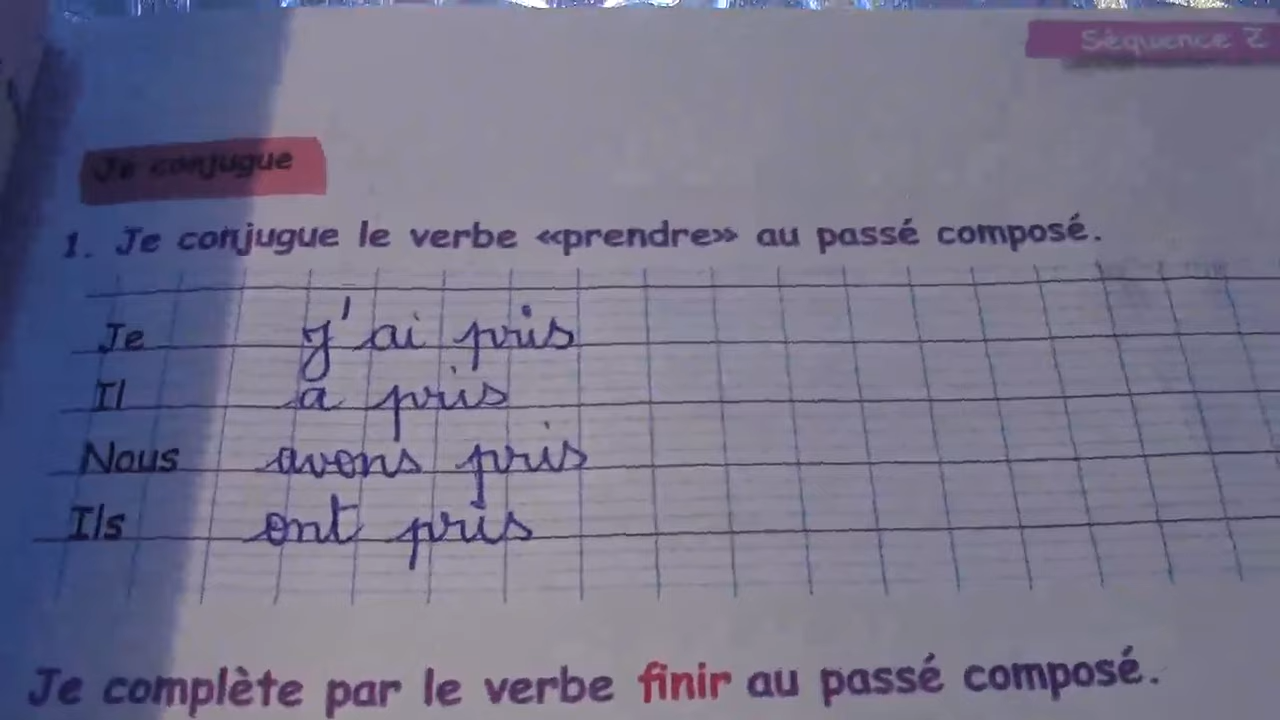 Séquence 2
Je conjugue
1. Je conjugue le verbe «prendre» au passé composé.
Je j'ai pris
Il a pris
Nous avons pris
Ils ont pris
Je complète par le verbe finir au passé composé.